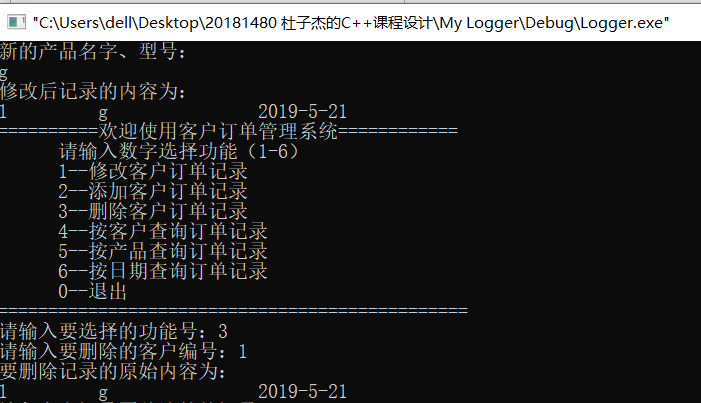 "C:\Users\dell\Desktop\20181480 杜子杰的C++课程设计\My Logger\Debug\Logger.exe"
新的产品名字、型号：
g
修改后记录的内容为：
1 g 2019-5-21
==========欢迎使用客户订单管理系统============
请输入数字选择功能（1-6）
1--修改客户订单记录
2--添加客户订单记录
3--删除客户订单记录
4--按客户查询订单记录
5--按产品查询订单记录
6--按日期查询订单记录
0--退出
===============================================
请输入要选择的功能号：3
请输入要删除的客户编号：1
要删除记录的原始内容为：
1 g 2019-5-21